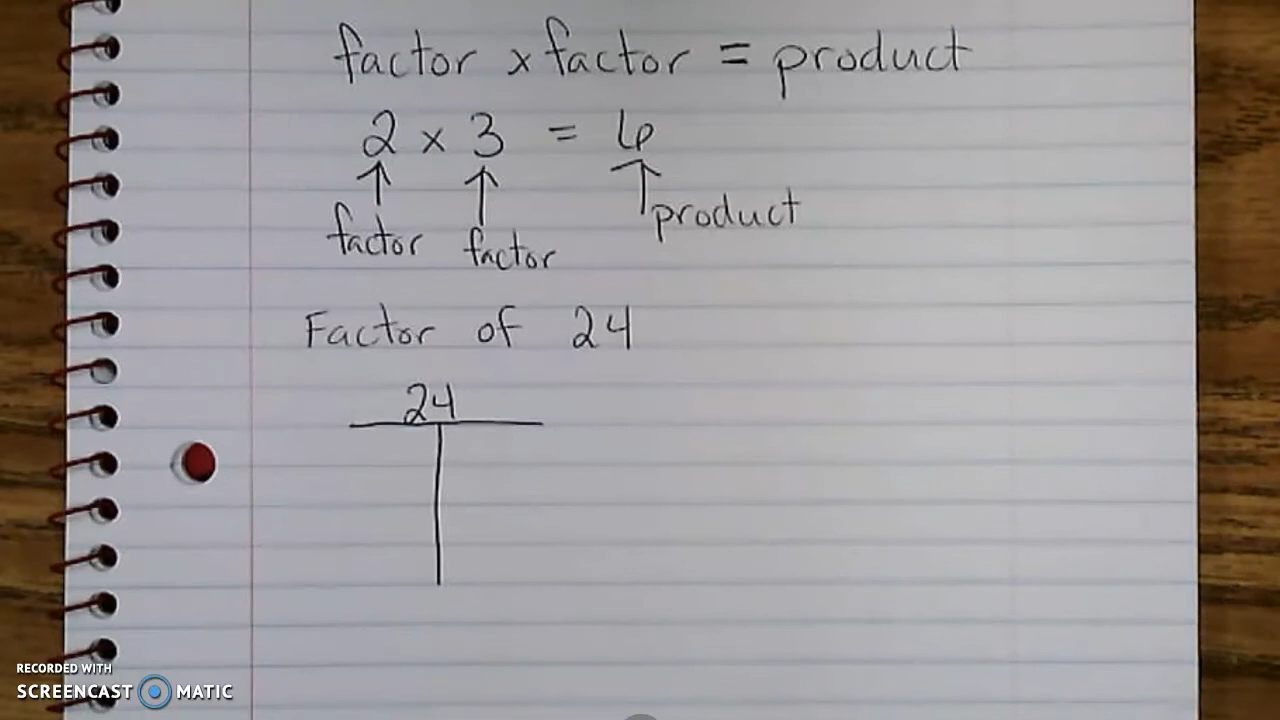 factor x factor = product
2 x 3 = 6
factor factor product
Factor of 24
24
RECORDED WITH
SCREENCAST MATIC